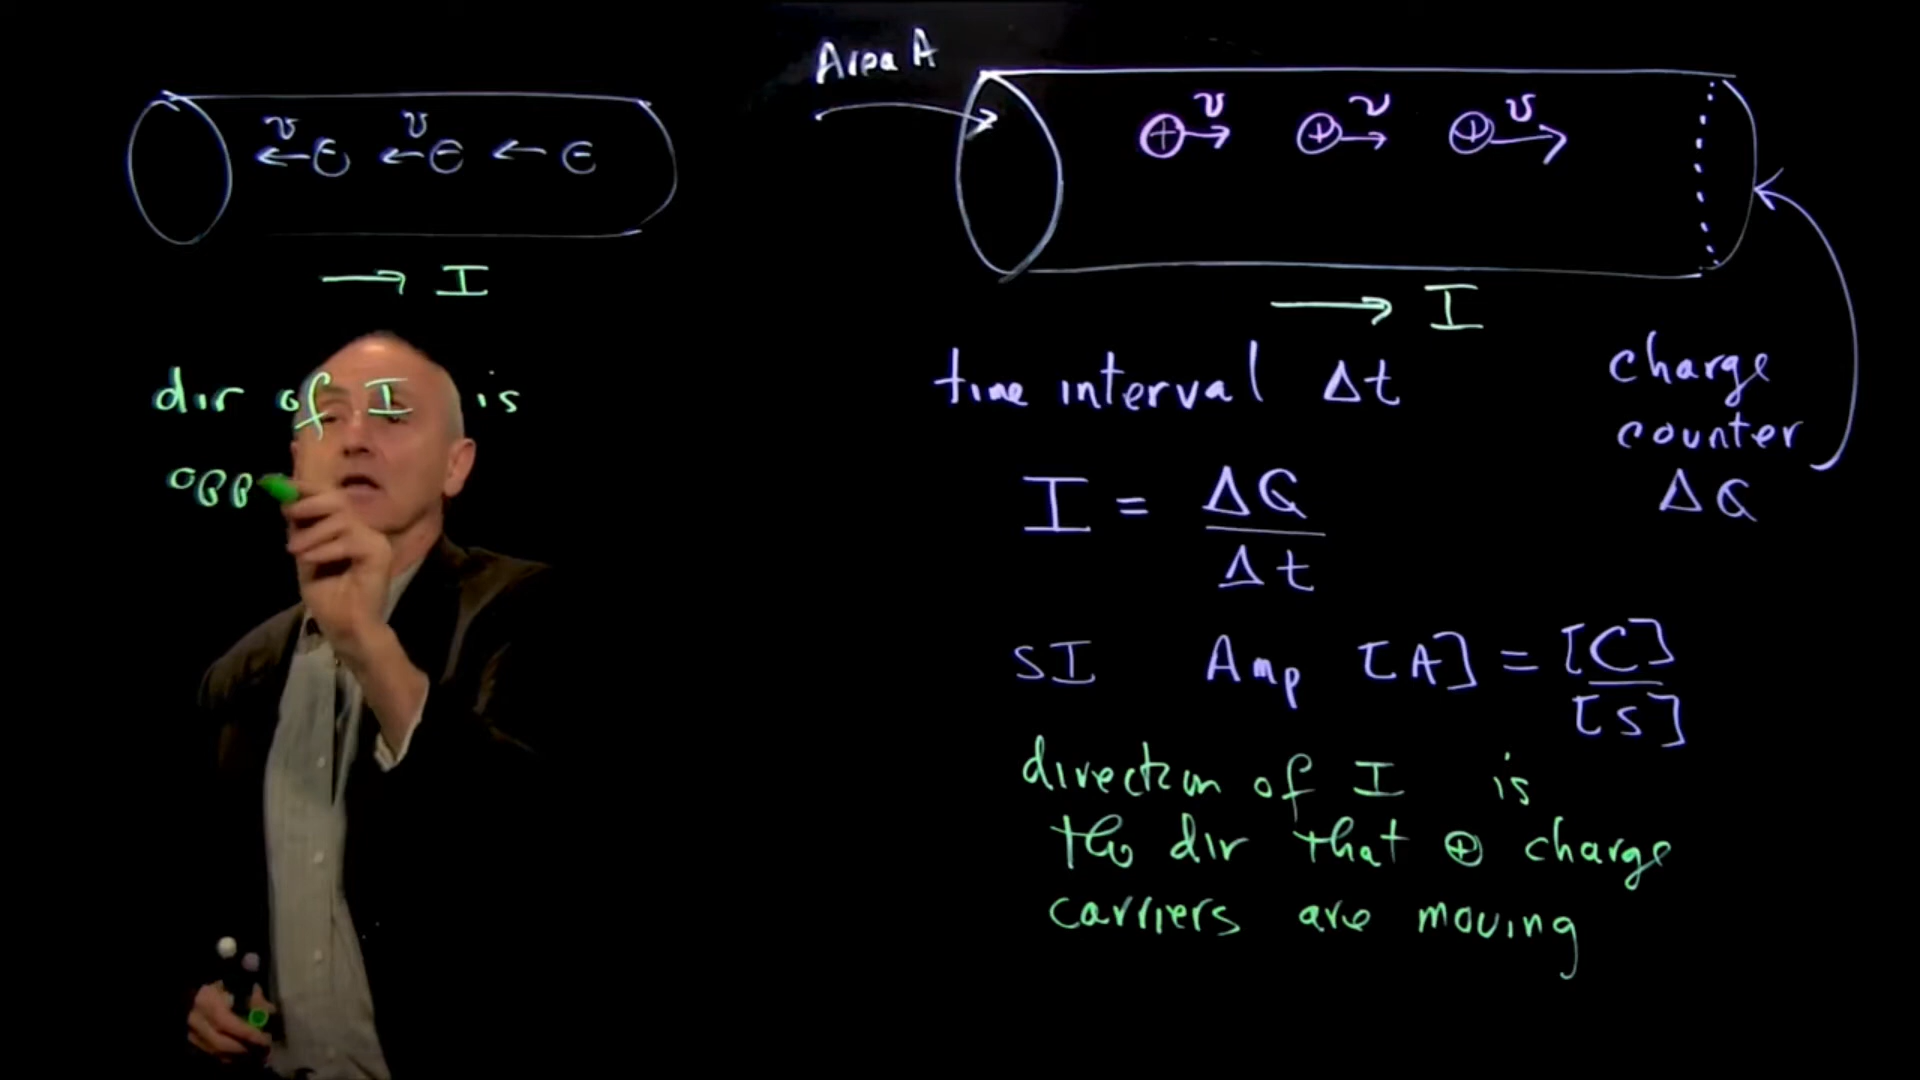 v v
← ⊖ ← ⊖ ← ⊖
→ I
dir of I is
opp
Area A
⊕→ v ⊕→ v ⊕→ v
→ I
time interval Δt
charge
counter
ΔQ
I = ΔQ
Δt
SI Amp [A] = [C]
[S]
direction of I is
the dir that ⊕ charge
carriers are moving